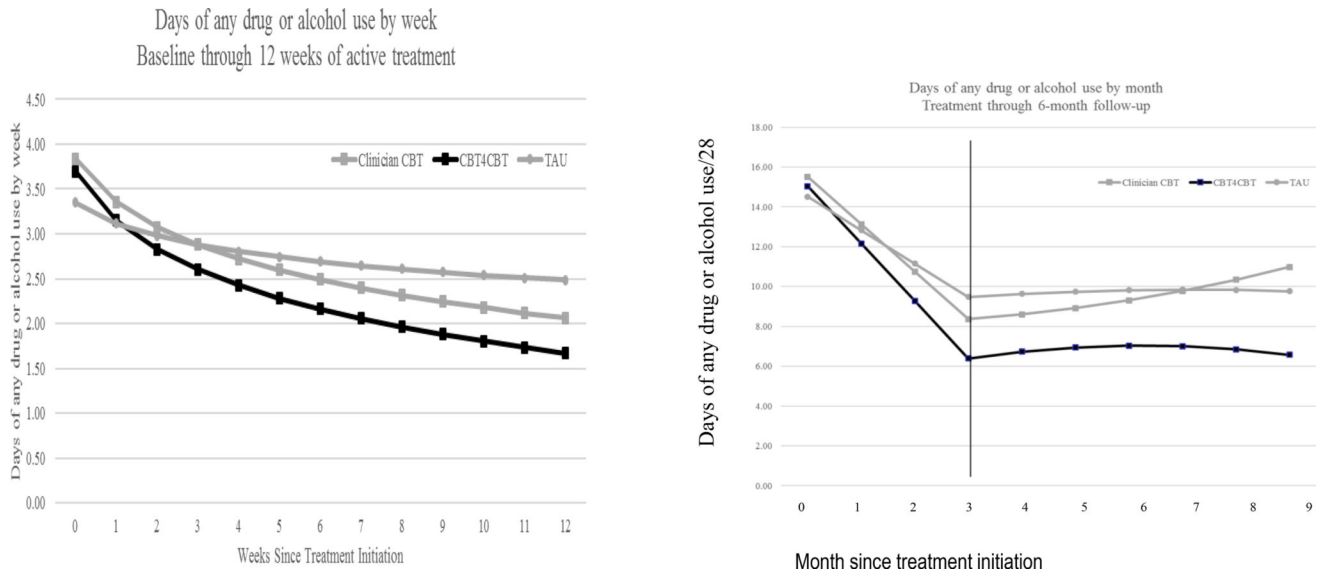 Days of any drug or alcohol use by week
Baseline through 12 weeks of active treatment
Days of any drug or alcohol use by week
4.50
4.00
3.50
3.00
2.50
2.00
1.50
1.00
0.50
0.00
Clinician CBT CBT4CBT TAU
0 1 2 3 4 5 6 7 8 9 10 11 12
Weeks Since Treatment Initiation
Days of any drug or alcohol use by month
Treatment through 6-month follow-up
Days of any drug or alcohol use/28
18.00
16.00
14.00
12.00
10.00
8.00
6.00
4.00
2.00
0.00
Clinician CBT CBT4CBT TAU
0 1 2 3 4 5 6 7 8 9
Month since treatment initiation